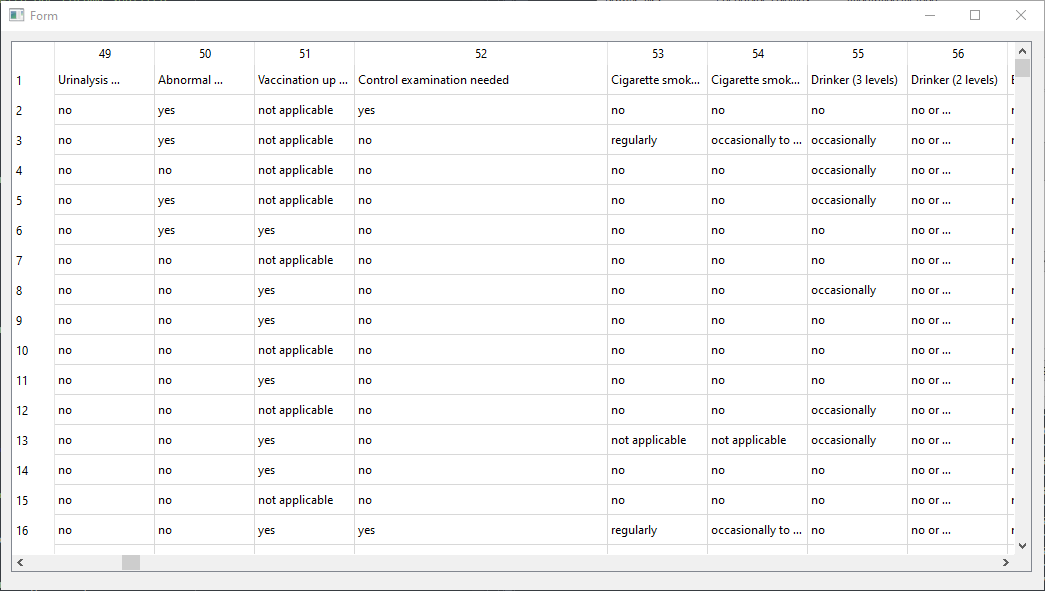 Form
49 50 51 52 53 54 55 56
1 Urinalysis ... Abnormal ... Vaccination up ... Control examination needed Cigarette smok... Cigarette smok... Drinker (3 levels) Drinker (2 levels)
2 no yes not applicable yes no no no no or ...
3 no yes not applicable no regularly occasionally to ... occasionally no or ...
4 no no not applicable no no no occasionally no or ...
5 no yes not applicable no no no occasionally no or ...
6 no yes yes no no no no no or ...
7 no no not applicable no no no no no or ...
8 no no yes no no no occasionally no or ...
9 no no yes no no no no no or ...
10 no no not applicable no no no no no or ...
11 no no yes no no no no no or ...
12 no no not applicable no no no occasionally no or ...
13 no no yes no not applicable not applicable occasionally no or ...
14 no no yes no no no no no or ...
15 no no not applicable no no no no no or ...
16 no no yes yes regularly occasionally to ... no no or ...